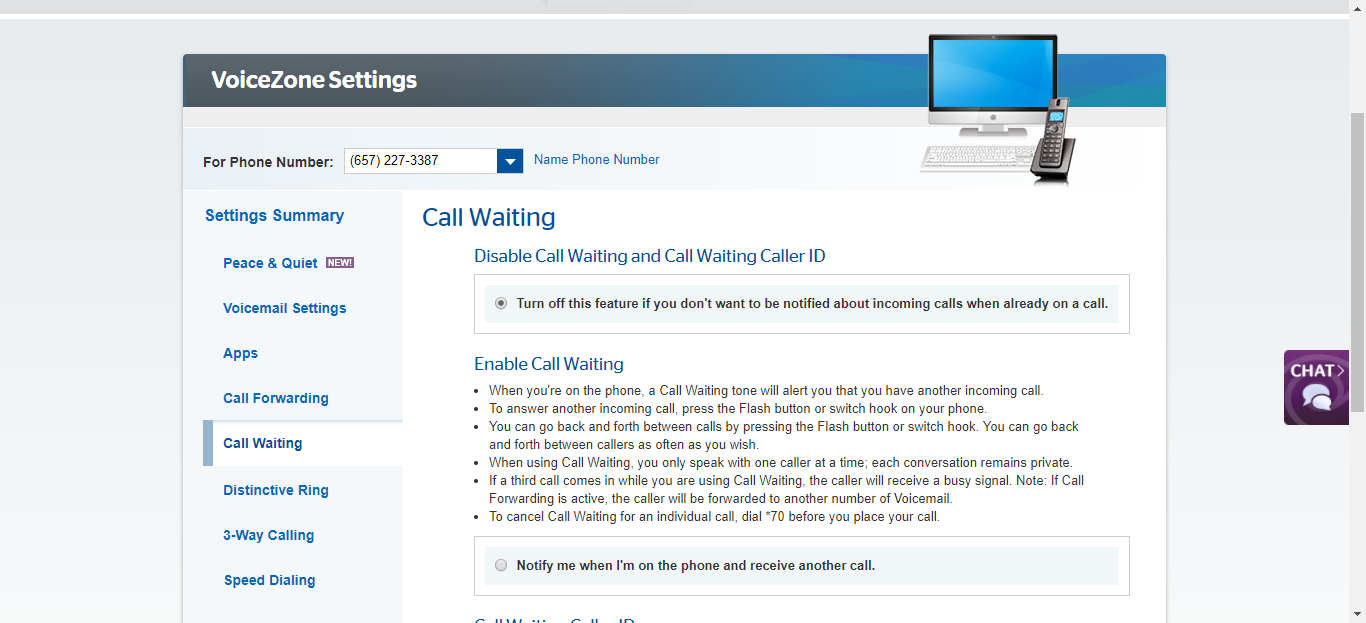 VoiceZone Settings
For Phone Number:
(657) 227-3387
Name Phone Number
Settings Summary
Peace & Quiet NEW!
Voicemail Settings
Apps
Call Forwarding
Call Waiting
Distinctive Ring
3-Way Calling
Speed Dialing
Call Waiting
Disable Call Waiting and Call Waiting Caller ID
Turn off this feature if you don't want to be notified about incoming calls when already on a call.
Enable Call Waiting
• When you're on the phone, a Call Waiting tone will alert you that you have another incoming call.
• To answer another incoming call, press the Flash button or switch hook on your phone.
• You can go back and forth between calls by pressing the Flash button or switch hook. You can go back
and forth between callers as often as you wish.
• When using Call Waiting, you only speak with one caller at a time; each conversation remains private.
• If a third call comes in while you are using Call Waiting, the caller will receive a busy signal. Note: If Call
Forwarding is active, the caller will be forwarded to another number of Voicemail.
• To cancel Call Waiting for an individual call, dial *70 before you place your call.
Notify me when I'm on the phone and receive another call.
Call Waiting Caller ID
CHAT>